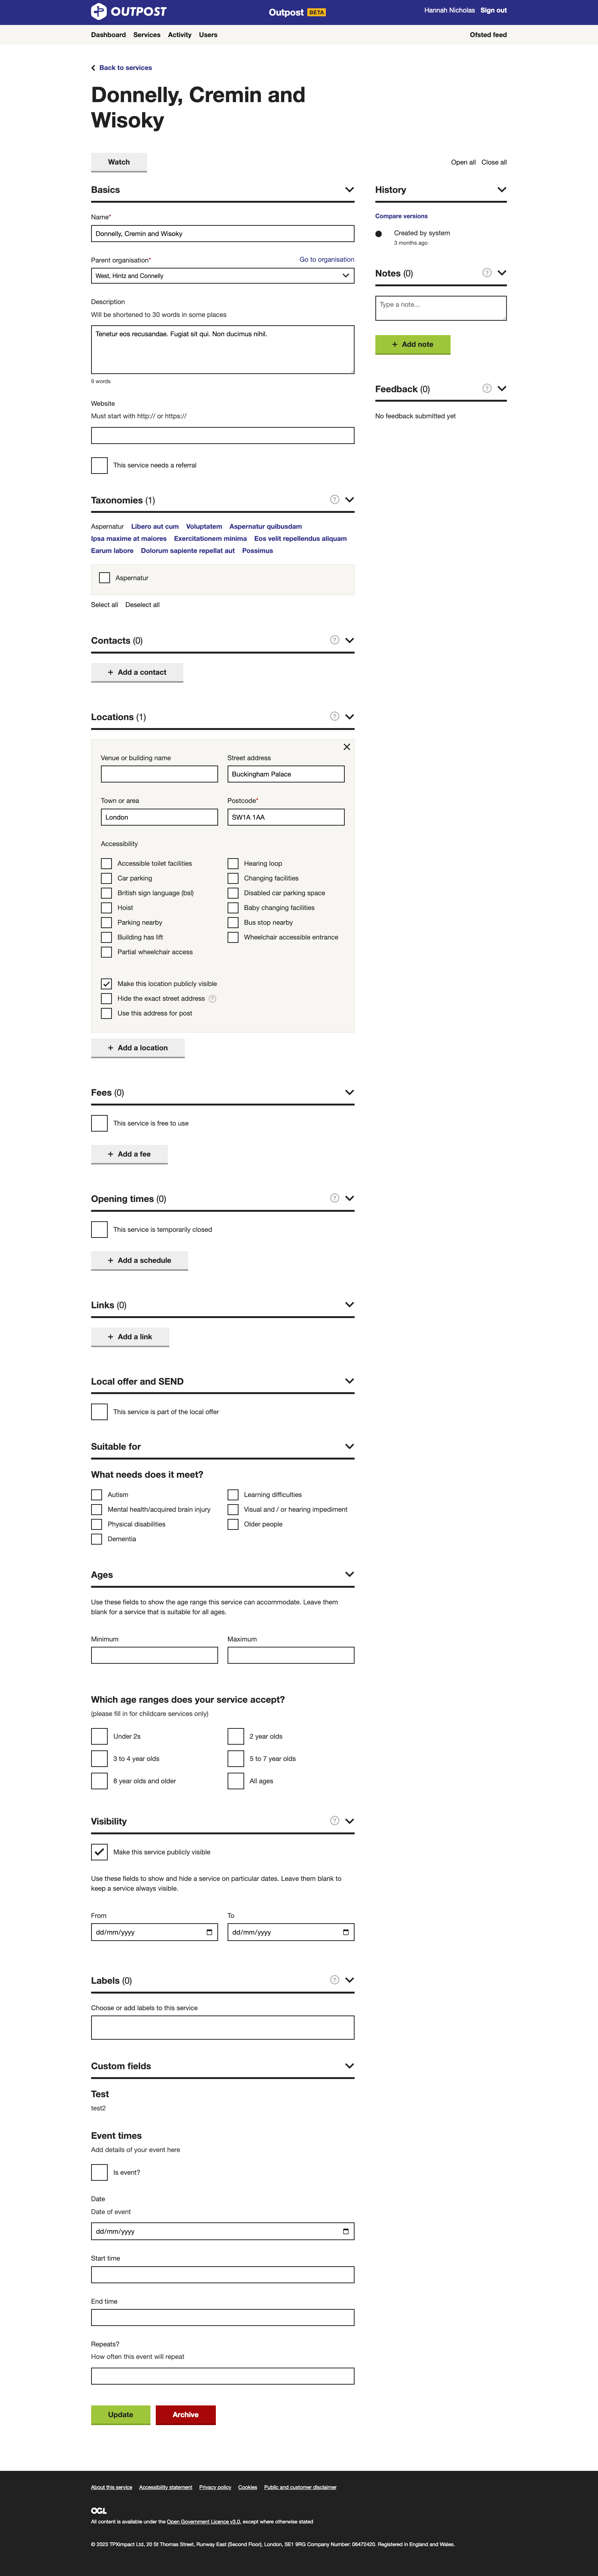 OUTPOST
Outpost BETA
Hannah Nicholas Sign out
Dashboard Services Activity Users
Ofsted feed
Back to services
Donnelly, Cremin and
Wisoky
Watch
Open all Close all
Basics
Name*
Donnelly, Cremin and Wisoky
Parent organisation*
Go to organisation
West, Hintz and Connelly
Description
Will be shortened to 30 words in some places
Tenetur eos recusandae. Fugiat sit qui. Non ducimus nihil.
9 words
Website
Must start with http:// or https://
This service needs a referral
Taxonomies (1)
?
Aspernatur Libero aut cum Voluptatem Aspernatur quibusdam
Ipsa maxime at maiores Exercitationem minima Eos velit repellendus aliquam
Earum labore Dolorum sapiente repellat aut Possimus
Aspernatur
Select all Deselect all
Contacts (0)
?
+ Add a contact
Locations (1)
?
Venue or building name
Street address
Buckingham Palace
Town or area
Postcode*
London
SW1A 1AA
Accessibility
Accessible toilet facilities
Hearing loop
Car parking
Changing facilities
British sign language (bsl)
Disabled car parking space
Hoist
Baby changing facilities
Parking nearby
Bus stop nearby
Building has lift
Wheelchair accessible entrance
Partial wheelchair access
Make this location publicly visible
Hide the exact street address ?
Use this address for post
+ Add a location
Fees (0)
This service is free to use
+ Add a fee
Opening times (0)
?
This service is temporarily closed
+ Add a schedule
Links (0)
+ Add a link
Local offer and SEND
This service is part of the local offer
Suitable for
What needs does it meet?
Autism
Learning difficulties
Mental health/acquired brain injury
Visual and / or hearing impediment
Physical disabilities
Older people
Dementia
Ages
Use these fields to show the age range this service can accommodate. Leave them
blank for a service that is suitable for all ages.
Minimum
Maximum
Which age ranges does your service accept?
(please fill in for childcare services only)
Under 2s
2 year olds
3 to 4 year olds
5 to 7 year olds
8 year olds and older
All ages
Visibility
?
Make this service publicly visible
Use these fields to show and hide a service on particular dates. Leave them blank to
keep a service always visible.
From
To
dd/mm/yyyy
dd/mm/yyyy
Labels (0)
?
Choose or add labels to this service
Custom fields
Test
test2
Event times
Add details of your event here
Is event?
Date
Date of event
dd/mm/yyyy
Start time
End time
Repeats?
How often this event will repeat
Update
Archive
History
Compare versions
Created by system
3 months ago
Notes (0)
?
Type a note...
+ Add note
Feedback (0)
?
No feedback submitted yet
About this service Accessibility statement Privacy policy Cookies Public and customer disclaimer
OGL
All content is available under the Open Government Licence v3.0, except where otherwise stated
© 2023 TPXimpact Ltd, 20 St Thomas Street, Runway East (Second Floor), London, SE1 9RG Company Number: 06472420. Registered in England and Wales.